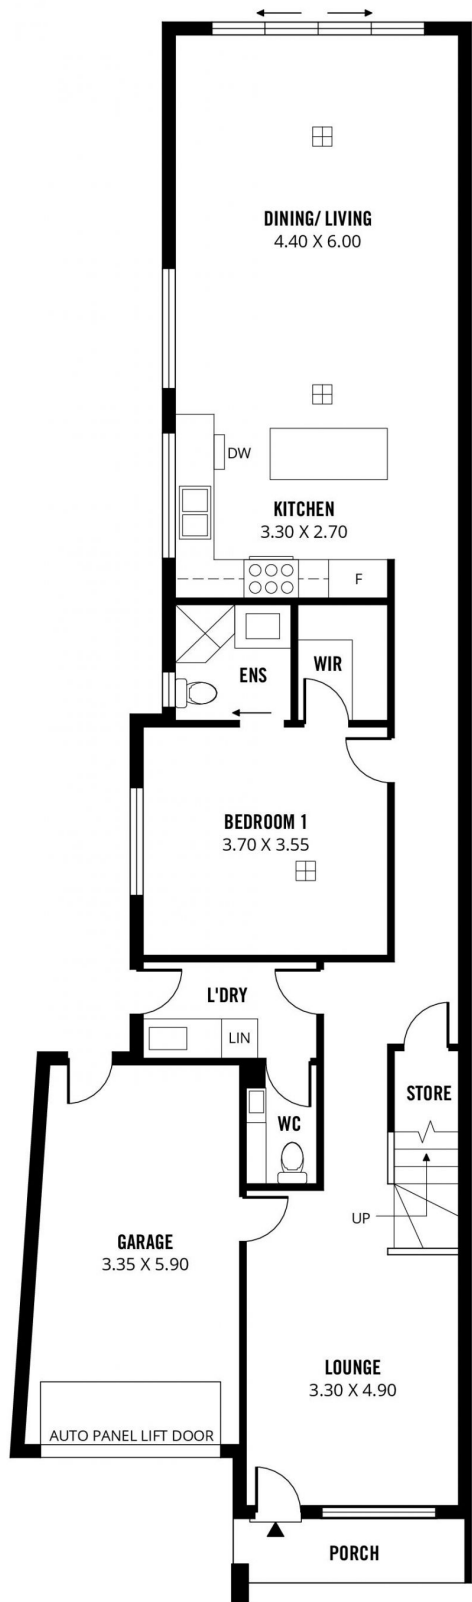 DINING/ LIVING
4.40 X 6.00
DW
KITCHEN
3.30 X 2.70
F
ENS
WIR
BEDROOM 1
3.70 X 3.55
L'DRY
LIN
WC
STORE
UP
GARAGE
3.35 X 5.90
LOUNGE
3.30 X 4.90
AUTO PANEL LIFT DOOR
PORCH